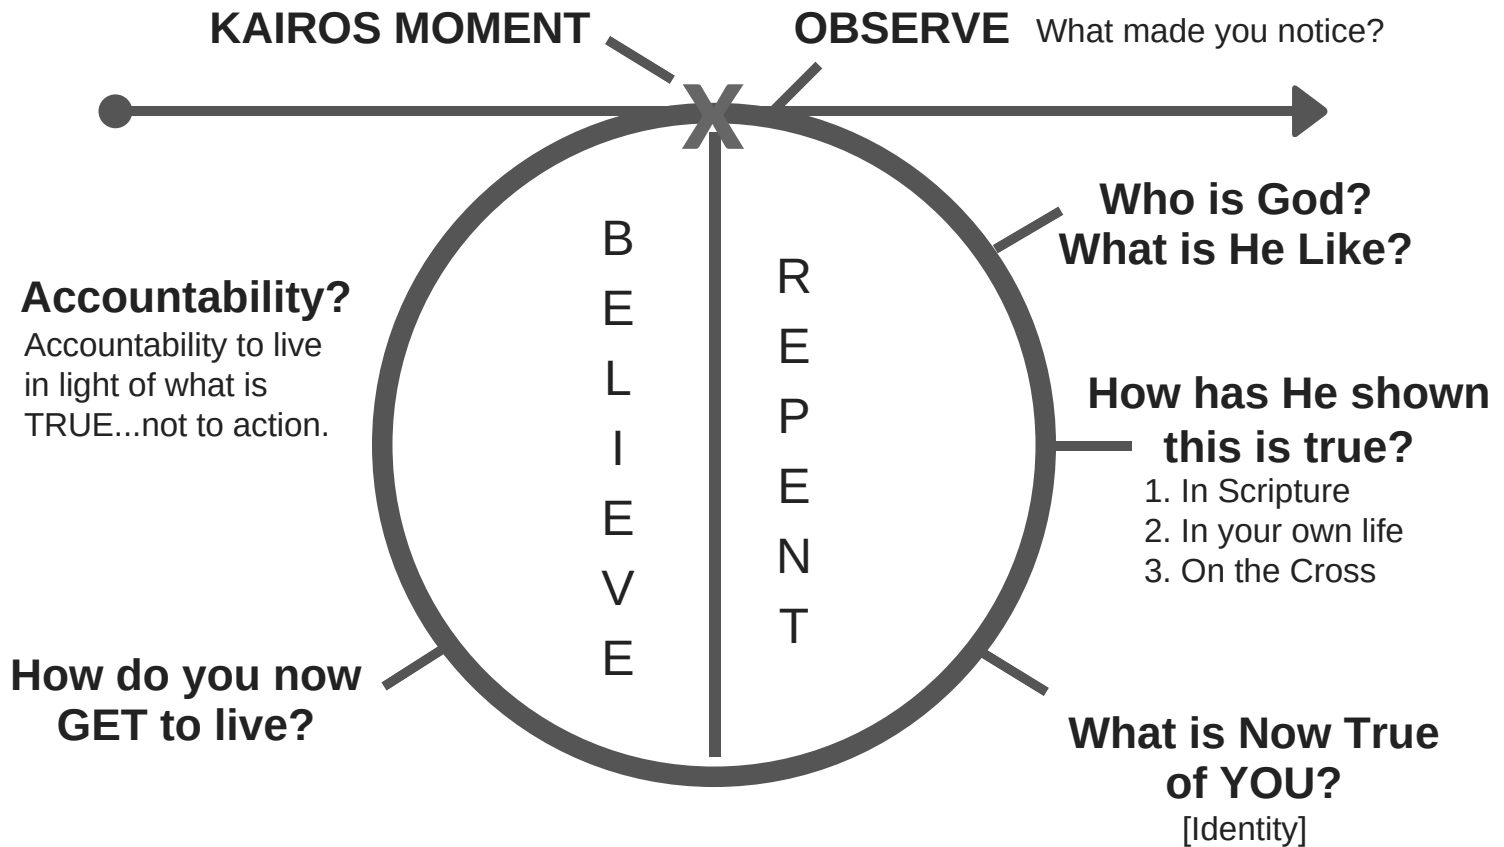 KAIROS MOMENT
OBSERVE What made you notice?
X
Who is God?
What is He Like?
How has He shown
this is true?
1. In Scripture
2. In your own life
3. On the Cross
What is Now True
of YOU?
[Identity]
How do you now
GET to live?
Accountability?
Accountability to live
in light of what is
TRUE...not to action.
B
E
L
I
E
V
E
R
E
P
E
N
T